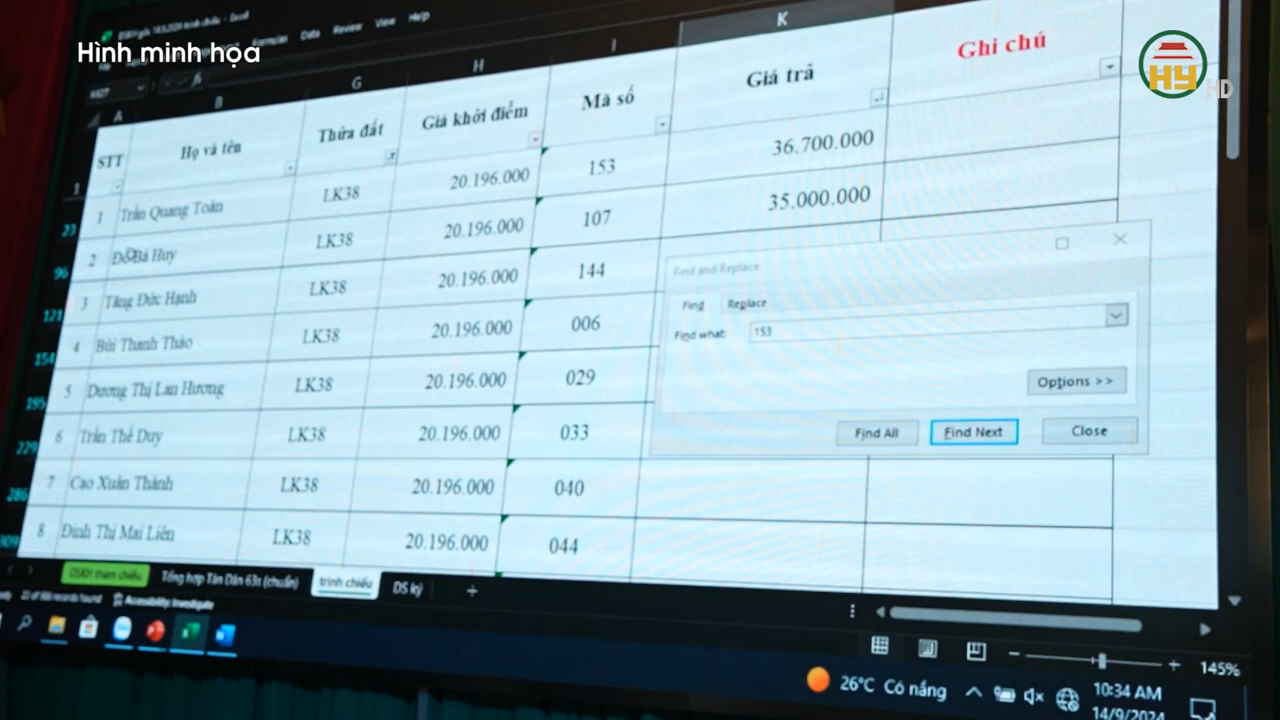 Hình minh họa
HY HD
Data Review View Help
A B G H I K
STT Họ và tên Thửa đất Giá khởi điểm Mã số Giá trả Ghi chú
1
23 1 Trần Quang Toàn LK38 20.196.000 153 36.700.000
96 2 Đỗ Bá Huy LK38 20.196.000 107 35.000.000
121 3 Tăng Đức Hạnh LK38 20.196.000 144
154 4 Bùi Thanh Thảo LK38 20.196.000 006
195 5 Dương Thị Lan Hương LK38 20.196.000 029
229 6 Trần Thế Duy LK38 20.196.000 033
286 7 Cao Xuân Thành LK38 20.196.000 040
8 Đinh Thị Mai Liên LK38 20.196.000 044
Find and Replace
Find Replace
Find what: 153
Options >>
Find All Find Next Close
DSKH tham chiếu Tổng hợp Tân Dân 63t (chuẩn) trình chiếu DS ký
Accessibility: Investigate
145%
26°C Có nắng 10:34 AM
14/9/2024